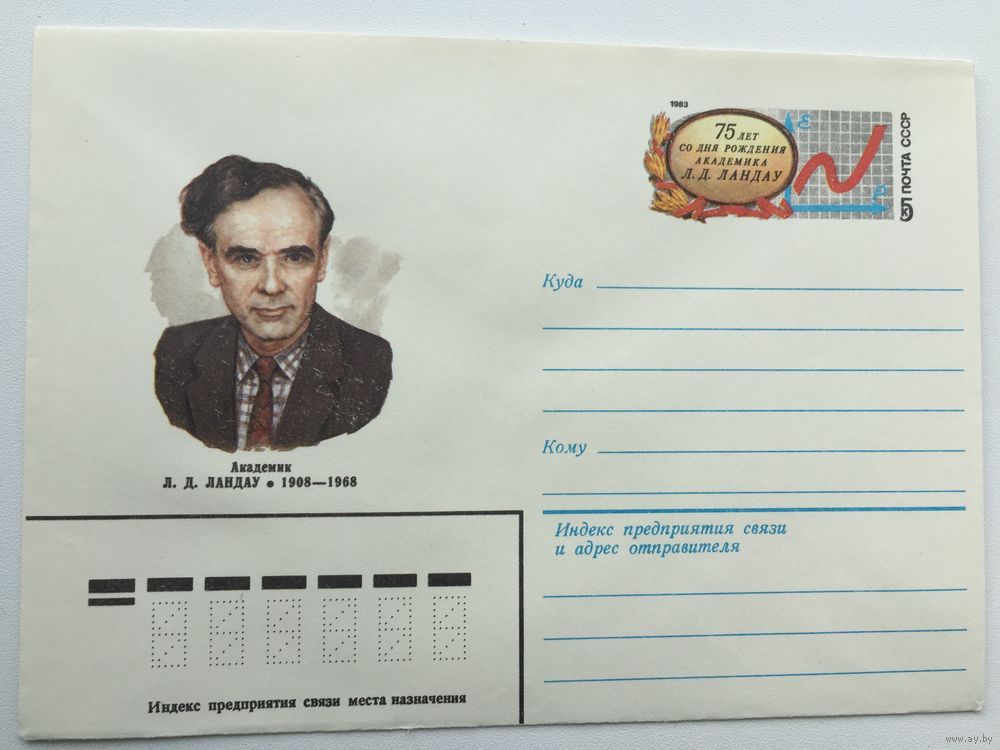 1983
75 ЛЕТ
СО ДНЯ РОЖДЕНИЯ
АКАДЕМИКА
Л. Д. ЛАНДАУ
ε
p
5к ПОЧТА СССР
Академик
Л. Д. ЛАНДАУ • 1908—1968
Куда
Кому
Индекс предприятия связи
и адрес отправителя
Индекс предприятия связи места назначения
www.ay.by